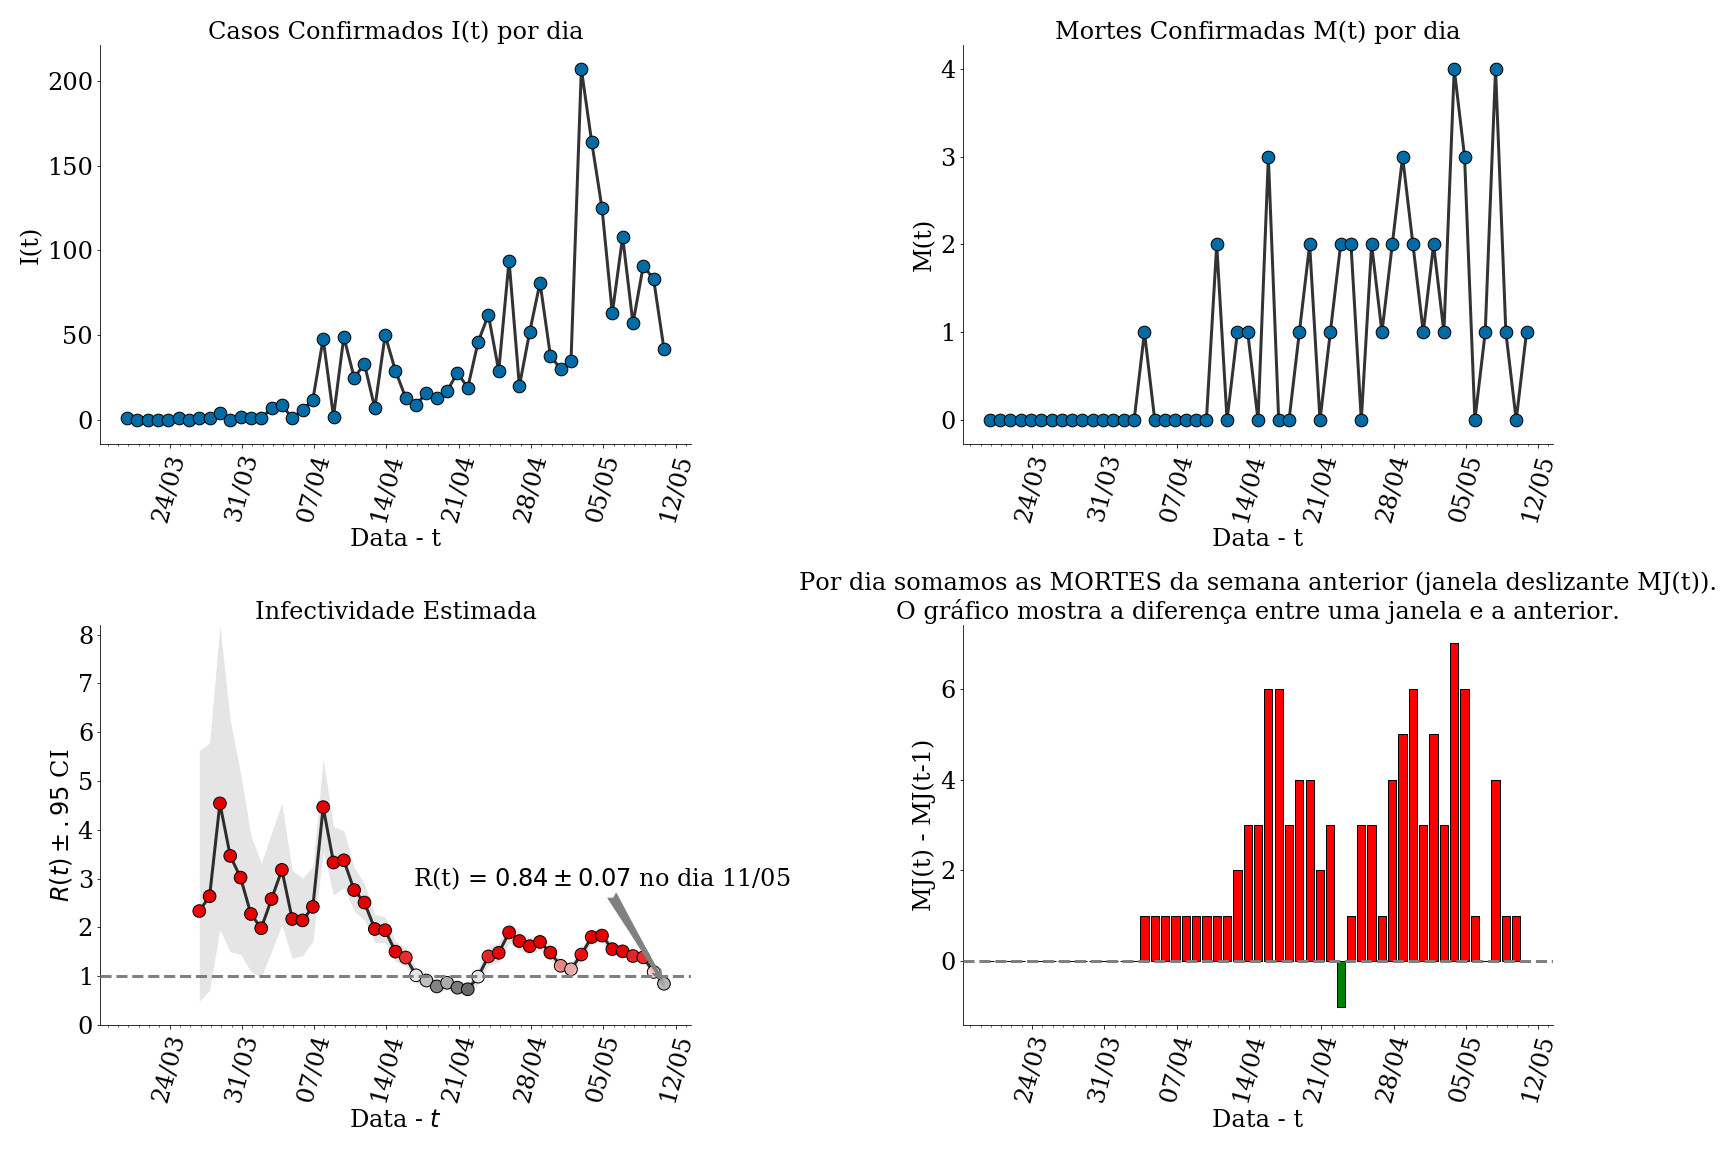 Casos Confirmados I(t) por dia
I(t)
200
150
100
50
0
24/03 31/03 07/04 14/04 21/04 28/04 05/05 12/05
Data - t
Mortes Confirmadas M(t) por dia
M(t)
4
3
2
1
0
24/03 31/03 07/04 14/04 21/04 28/04 05/05 12/05
Data - t
Infectividade Estimada
R(t) ± .95 CI
8
7
6
5
4
3
2
1
0
R(t) = 0.84 ± 0.07 no dia 11/05
24/03 31/03 07/04 14/04 21/04 28/04 05/05 12/05
Data - t
Por dia somamos as MORTES da semana anterior (janela deslizante MJ(t)).
O gráfico mostra a diferença entre uma janela e a anterior.
MJ(t) - MJ(t-1)
6
4
2
0
24/03 31/03 07/04 14/04 21/04 28/04 05/05 12/05
Data - t